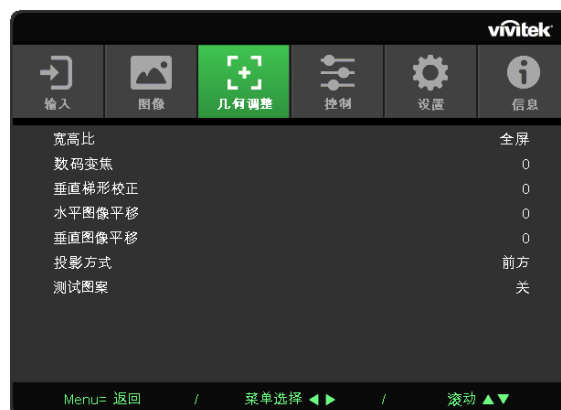 vivitek
输入 图像 几何调整 控制 设置 信息
宽高比 全屏
数码变焦 0
垂直梯形校正 0
水平图像平移 0
垂直图像平移 0
投影方式 前方
测试图案 关
Menu= 返回 / 菜单选择 ◀ ▶ / 滚动 ▲▼